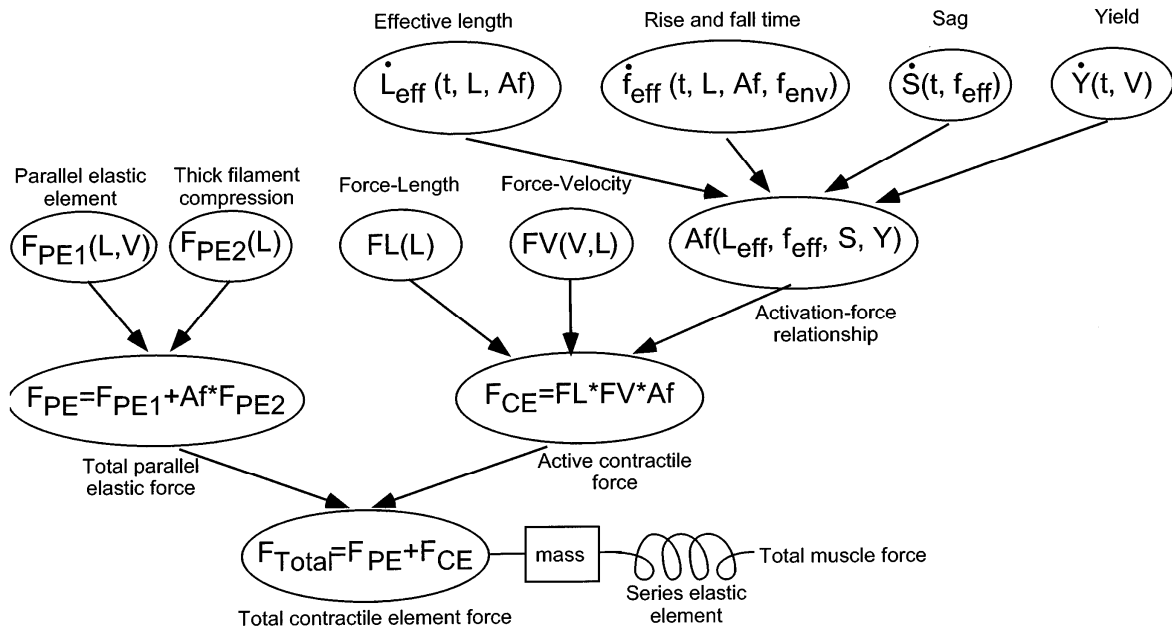 Effective length
Rise and fall time
Sag
Yield
L̇eff (t, L, Af)
ḟeff (t, L, Af, fenv)
Ṡ(t, feff)
Ẏ(t, V)
Parallel elastic
element
Thick filament
compression
Force-Length
Force-Velocity
FPE1(L,V)
FPE2(L)
FL(L)
FV(V,L)
Af(Leff, feff, S, Y)
Activation-force
relationship
FPE=FPE1+Af*FPE2
FCE=FL*FV*Af
Total parallel
elastic force
Active contractile
force
FTotal=FPE+FCE
mass
Total muscle force
Series elastic
element
Total contractile element force